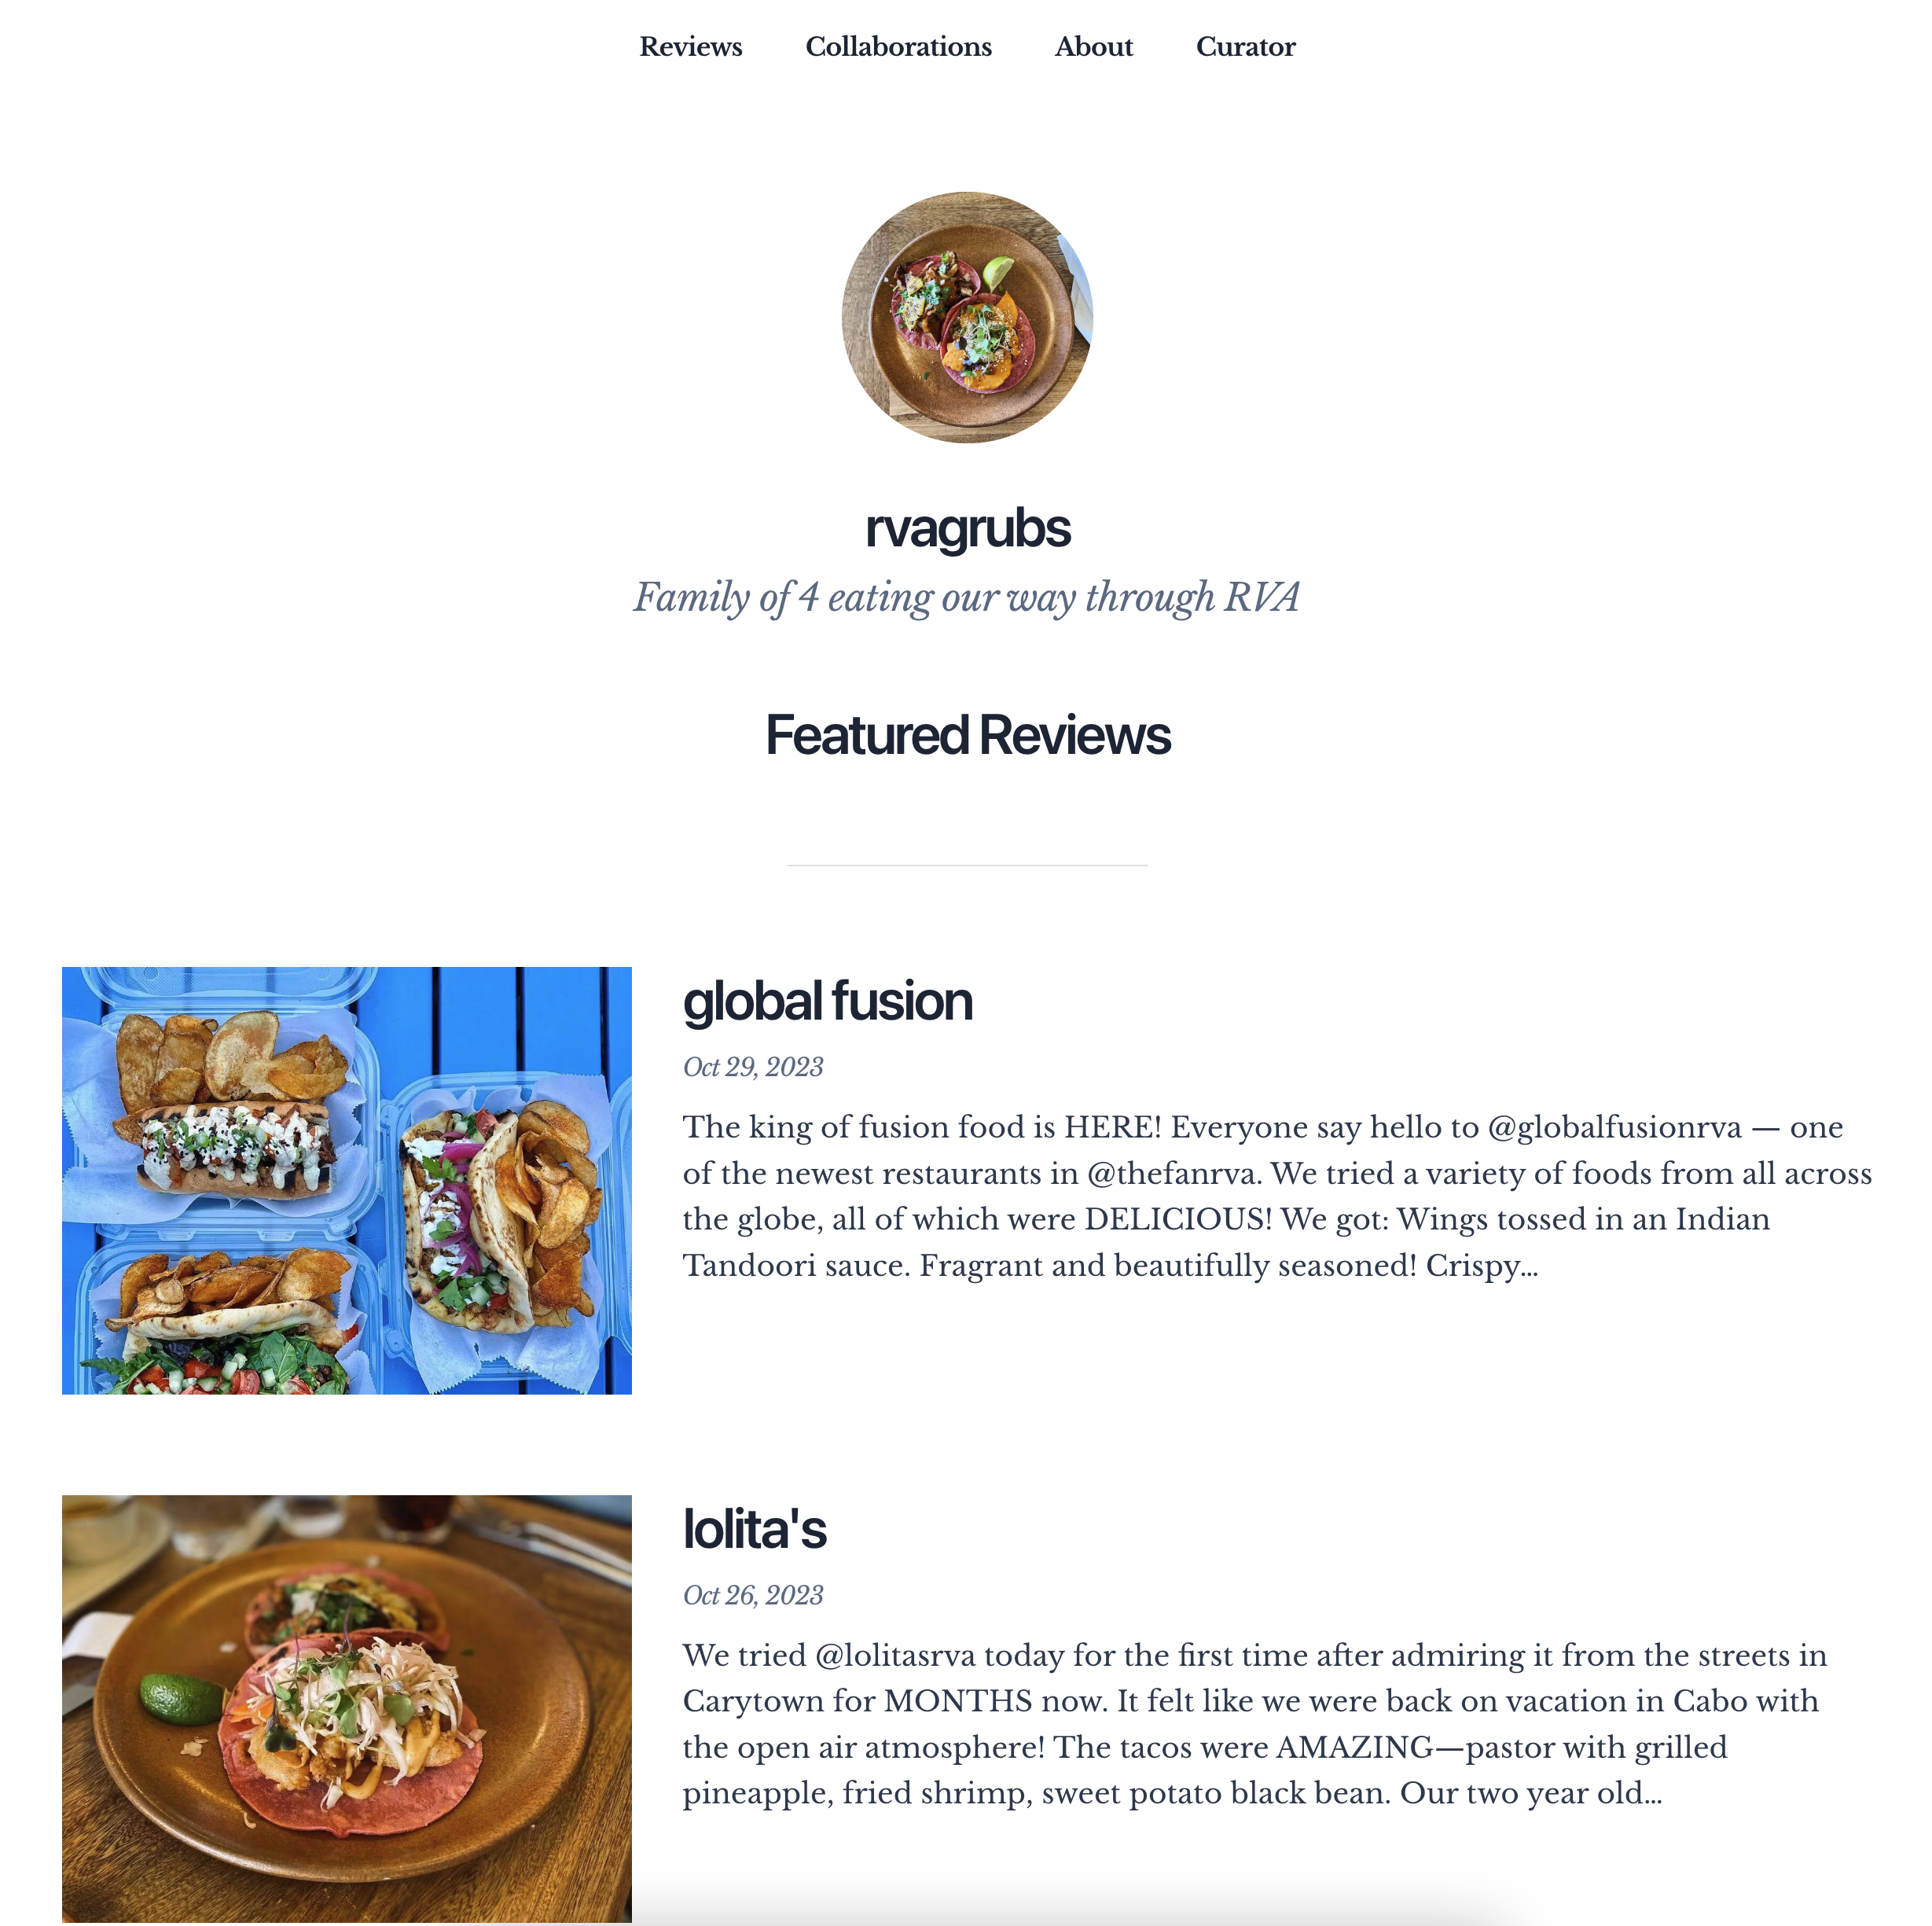 Reviews Collaborations About Curator
rvagrubs
Family of 4 eating our way through RVA
Featured Reviews
global fusion
Oct 29, 2023
The king of fusion food is HERE! Everyone say hello to @globalfusionrva — one
of the newest restaurants in @thefanrva. We tried a variety of foods from all across
the globe, all of which were DELICIOUS! We got: Wings tossed in an Indian
Tandoori sauce. Fragrant and beautifully seasoned! Crispy...
lolita's
Oct 26, 2023
We tried @lolitasrva today for the first time after admiring it from the streets in
Carytown for MONTHS now. It felt like we were back on vacation in Cabo with
the open air atmosphere! The tacos were AMAZING—pastor with grilled
pineapple, fried shrimp, sweet potato black bean. Our two year old...